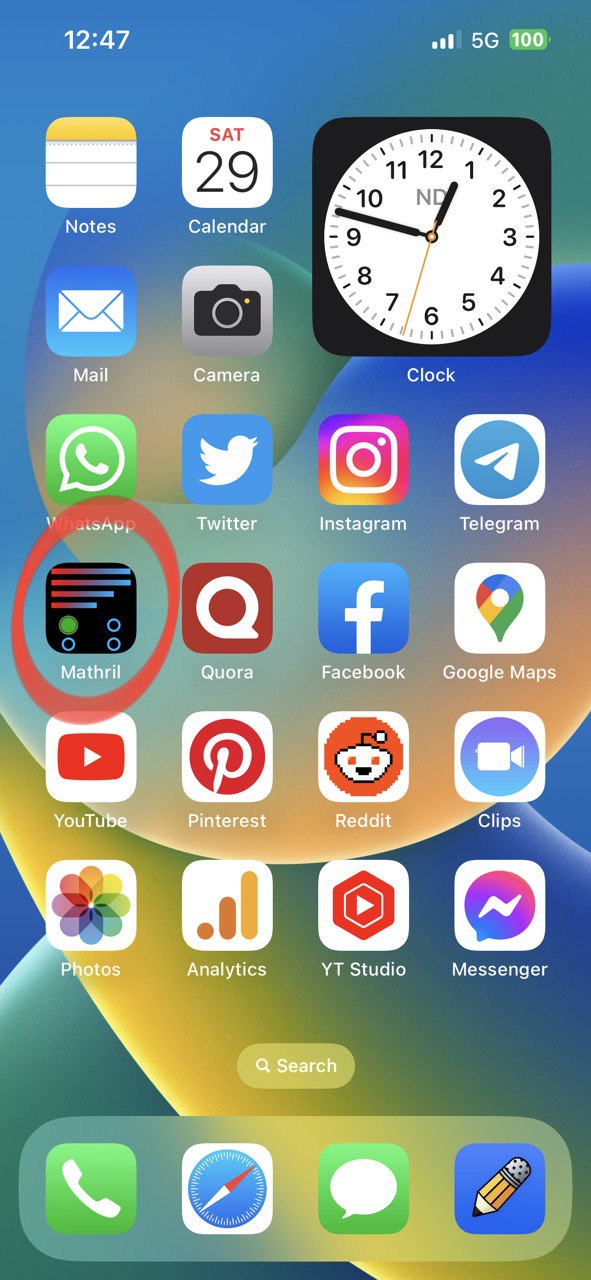 12:47
5G 100
SAT
29
12
11 1
ND
10 2
9 3
8 4
7 5
6
Notes
Calendar
Mail
Camera
Clock
WhatsApp
Twitter
Instagram
Telegram
Mathril
Quora
Facebook
Google Maps
YouTube
Pinterest
Reddit
Clips
Photos
Analytics
YT Studio
Messenger
Search